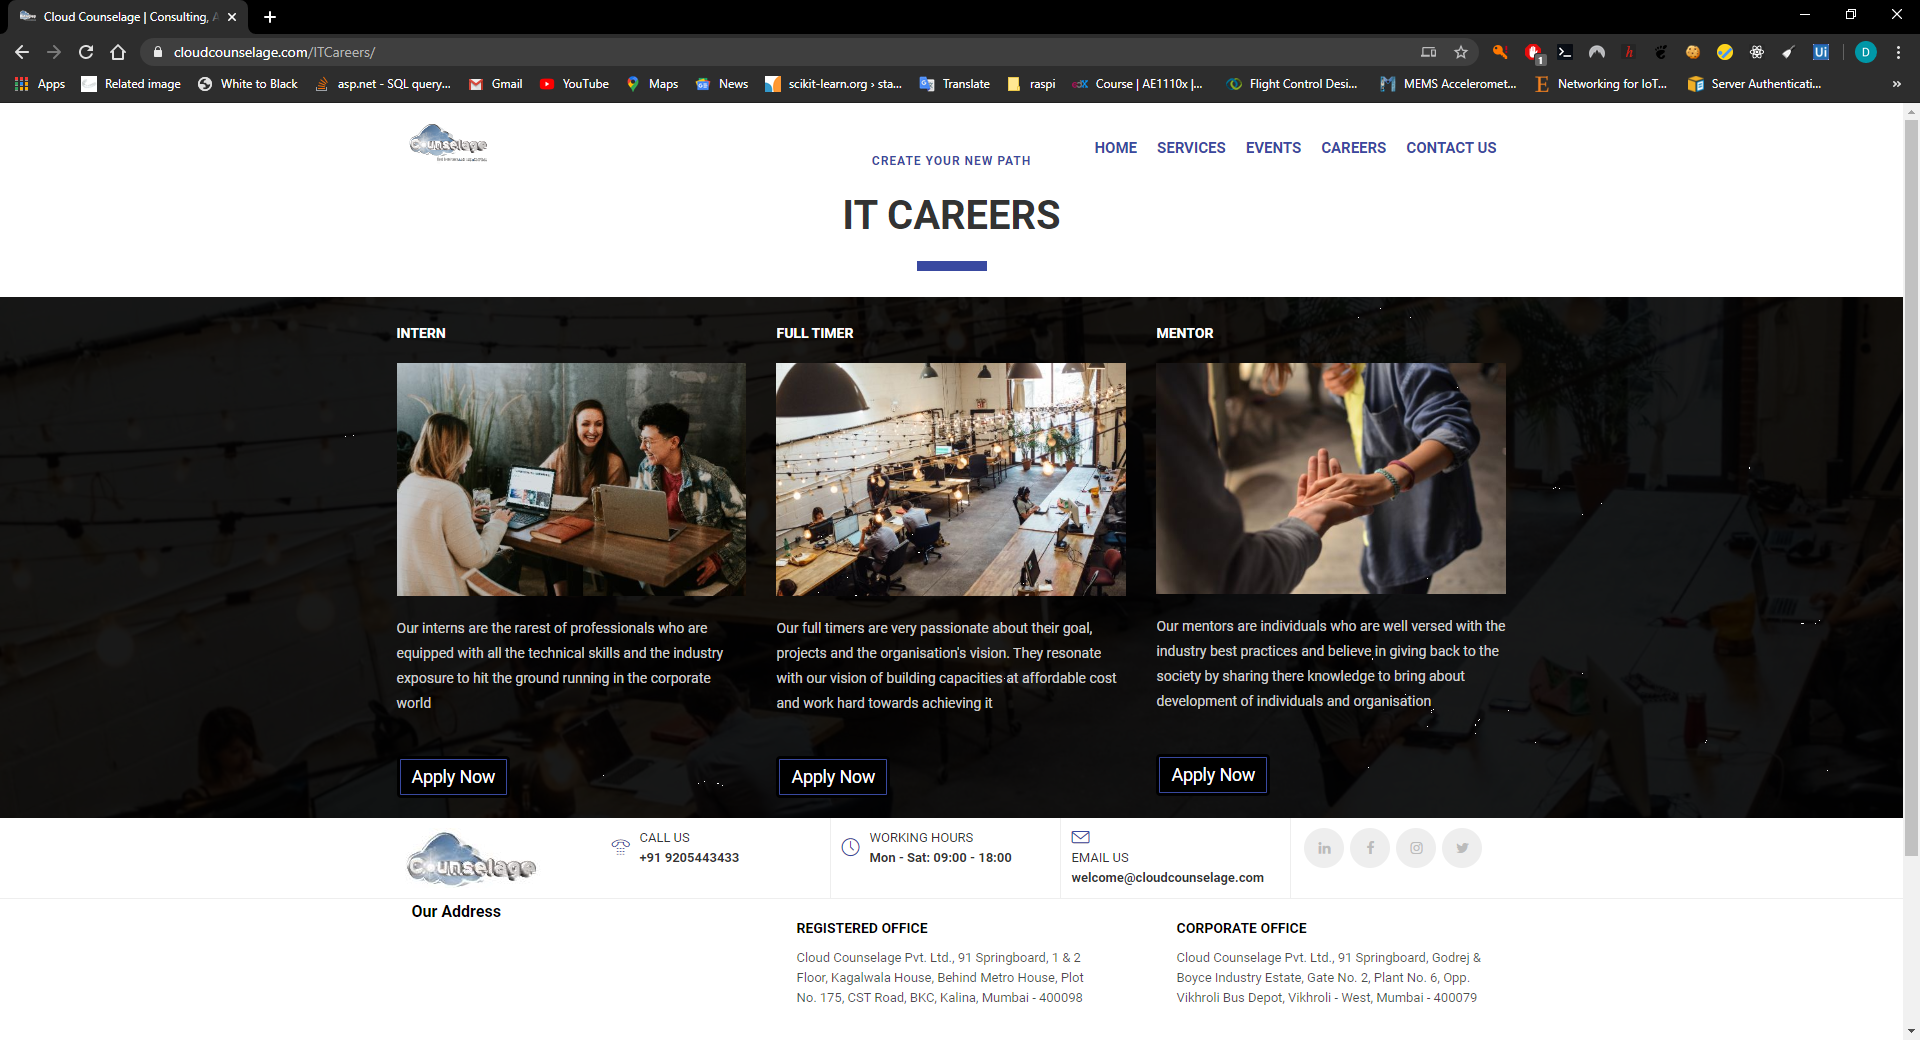 Cloud Counselage | Consulting, A
cloudcounselage.com/ITCareers/
1
Ui
D
Apps
Related image
White to Black
asp.net - SQL query...
Gmail
YouTube
Maps
News
scikit-learn.org › sta...
Translate
raspi
Course | AE1110x |...
Flight Control Desi...
MEMS Acceleromet...
Networking for IoT...
Server Authenticati...
»
Counselage
CREATE YOUR NEW PATH
HOME SERVICES EVENTS CAREERS CONTACT US
IT CAREERS
INTERN
Our interns are the rarest of professionals who are
equipped with all the technical skills and the industry
exposure to hit the ground running in the corporate
world
Apply Now
FULL TIMER
Our full timers are very passionate about their goal,
projects and the organisation's vision. They resonate
with our vision of building capacities at affordable cost
and work hard towards achieving it
Apply Now
MENTOR
Our mentors are individuals who are well versed with the
industry best practices and believe in giving back to the
society by sharing there knowledge to bring about
development of individuals and organisation
Apply Now
Counselage
CALL US
+91 9205443433
WORKING HOURS
Mon - Sat: 09:00 - 18:00
EMAIL US
welcome@cloudcounselage.com
Our Address
REGISTERED OFFICE
Cloud Counselage Pvt. Ltd., 91 Springboard, 1 & 2
Floor, Kagalwala House, Behind Metro House, Plot
No. 175, CST Road, BKC, Kalina, Mumbai - 400098
CORPORATE OFFICE
Cloud Counselage Pvt. Ltd., 91 Springboard, Godrej &
Boyce Industry Estate, Gate No. 2, Plant No. 6, Opp.
Vikhroli Bus Depot, Vikhroli - West, Mumbai - 400079